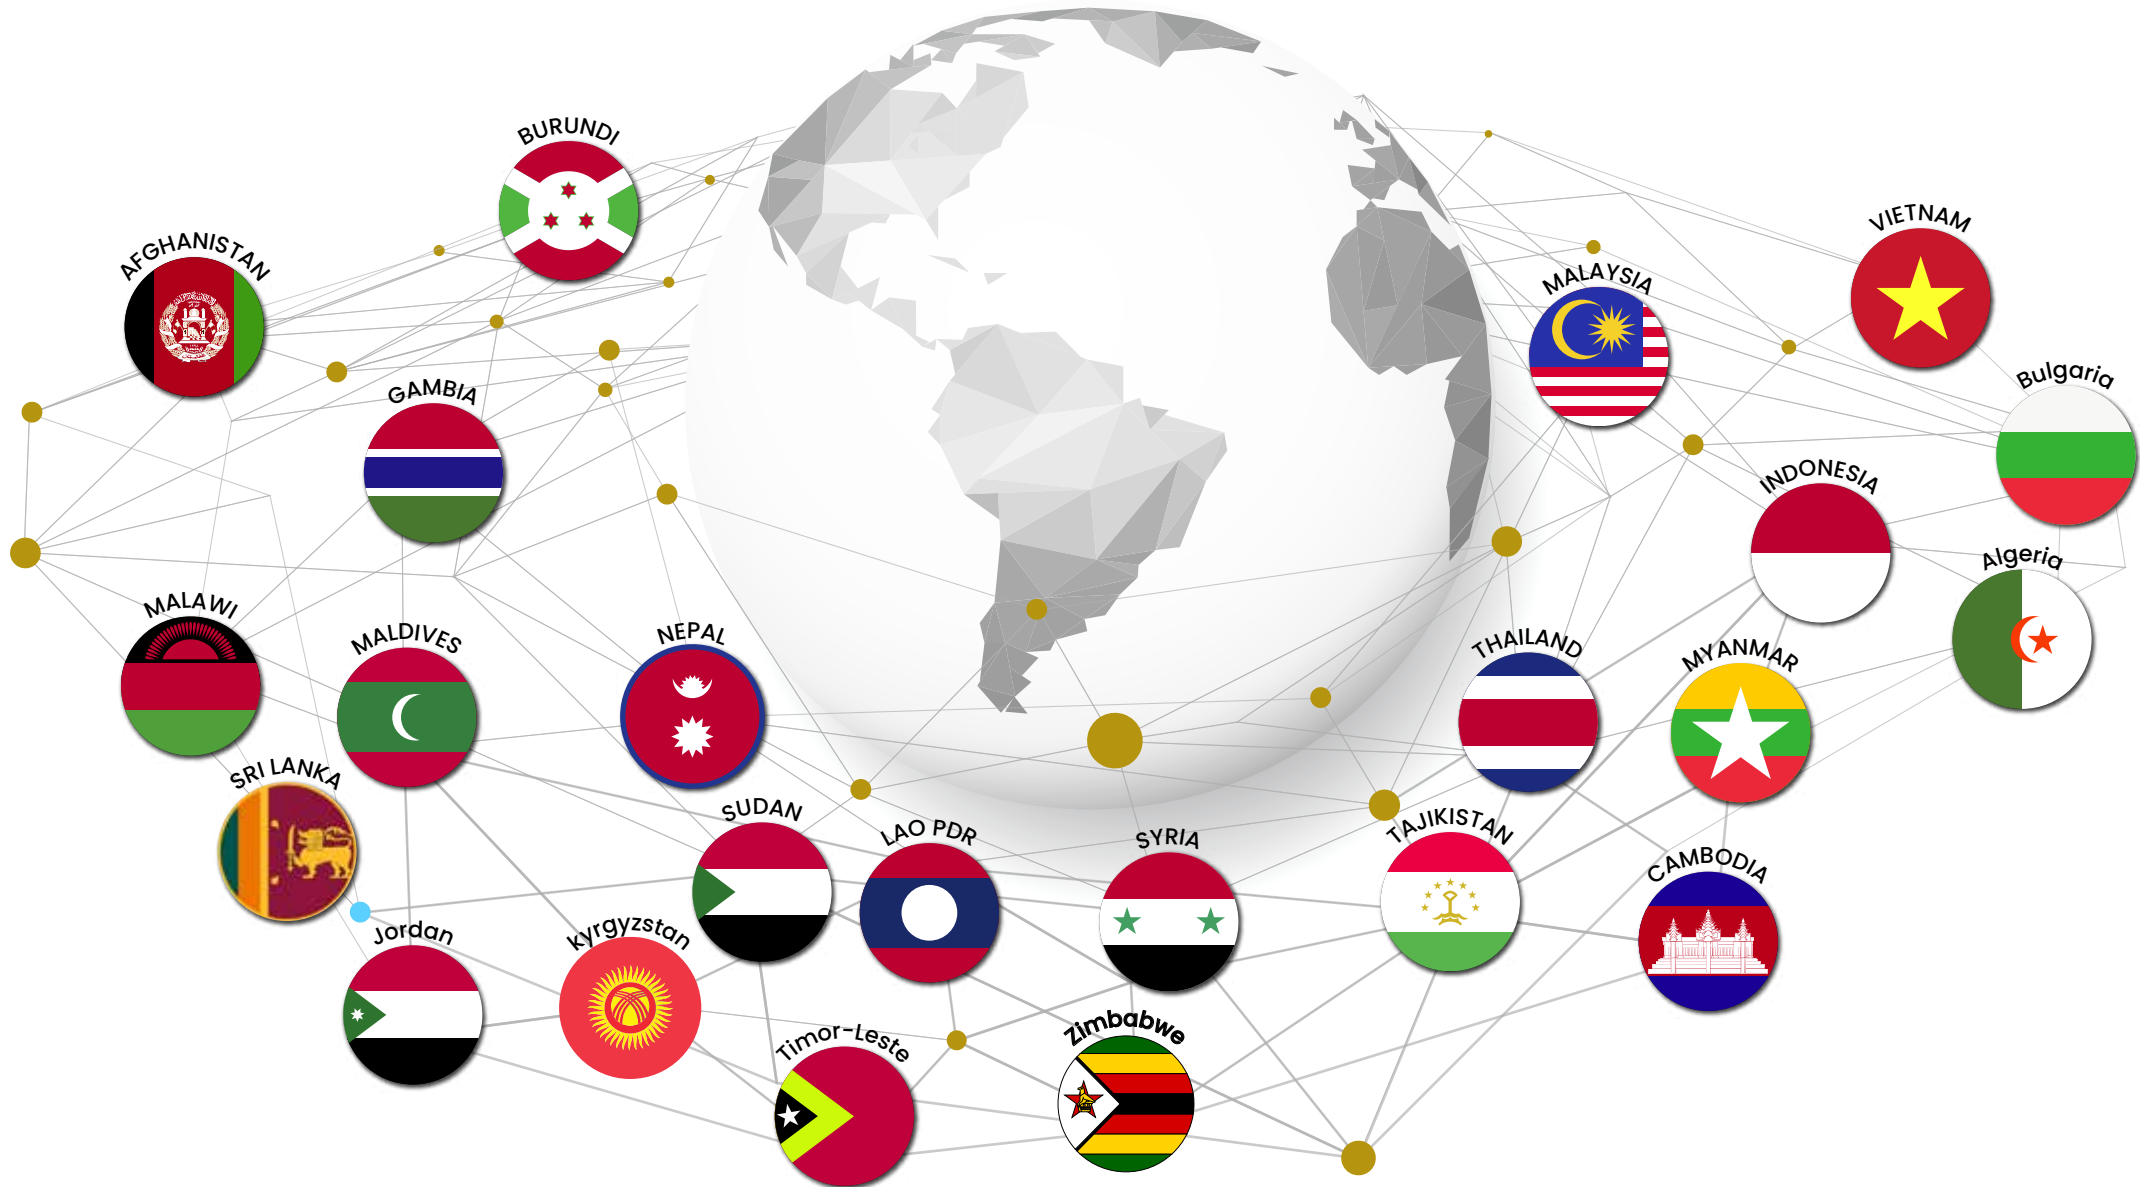 BURUNDI
AFGHANISTAN
VIETNAM
MALAYSIA
GAMBIA
Bulgaria
INDONESIA
Algeria
MALAWI
MALDIVES
NEPAL
THAILAND
MYANMAR
SRI LANKA
SUDAN
LAO PDR
SYRIA
TAJIKISTAN
CAMBODIA
Jordan
kyrgyzstan
Timor-Leste
Zimbabwe